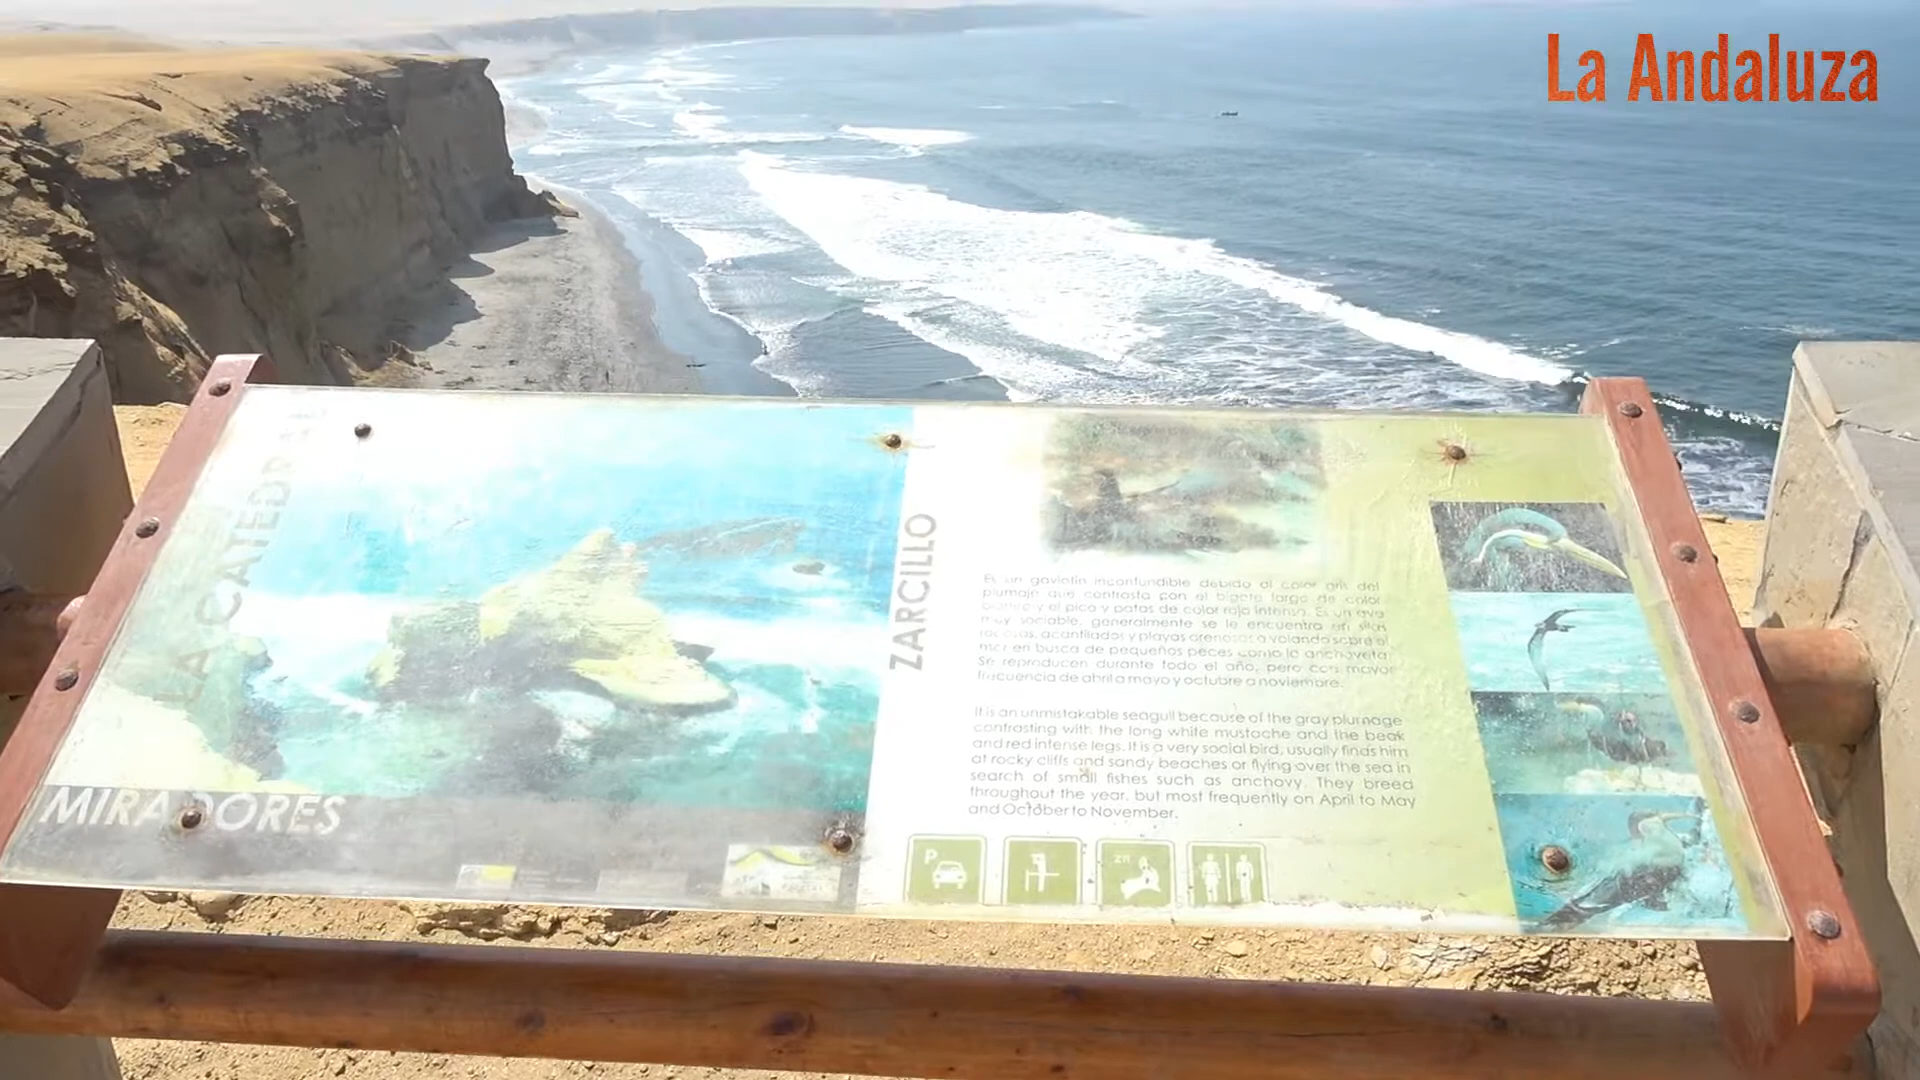 La Andaluza
LA CATEDRAL
MIRADORES
ZARCILLO
Es un gaviotín inconfundible debido al color gris del
plumaje que contrasta con el bigote largo de color
blanco y el pico y patas de color rojo intenso. Es un ave
muy sociable, generalmente se le encuentra en islas
rocosas, acantilados y playas arenosas o volando sobre el
mar en busca de pequeños peces como la anchoveta.
Se reproducen durante todo el año, pero con mayor
frecuencia de abril a mayo y octubre a noviembre.
It is an unmistakable seagull because of the gray plumage
contrasting with the long white mustache and the beak
and red intense legs. It is a very social bird, usually finds him
at rocky cliffs and sandy beaches or flying over the sea in
search of small fishes such as anchovy. They breed
throughout the year, but most frequently on April to May
and October to November.
P